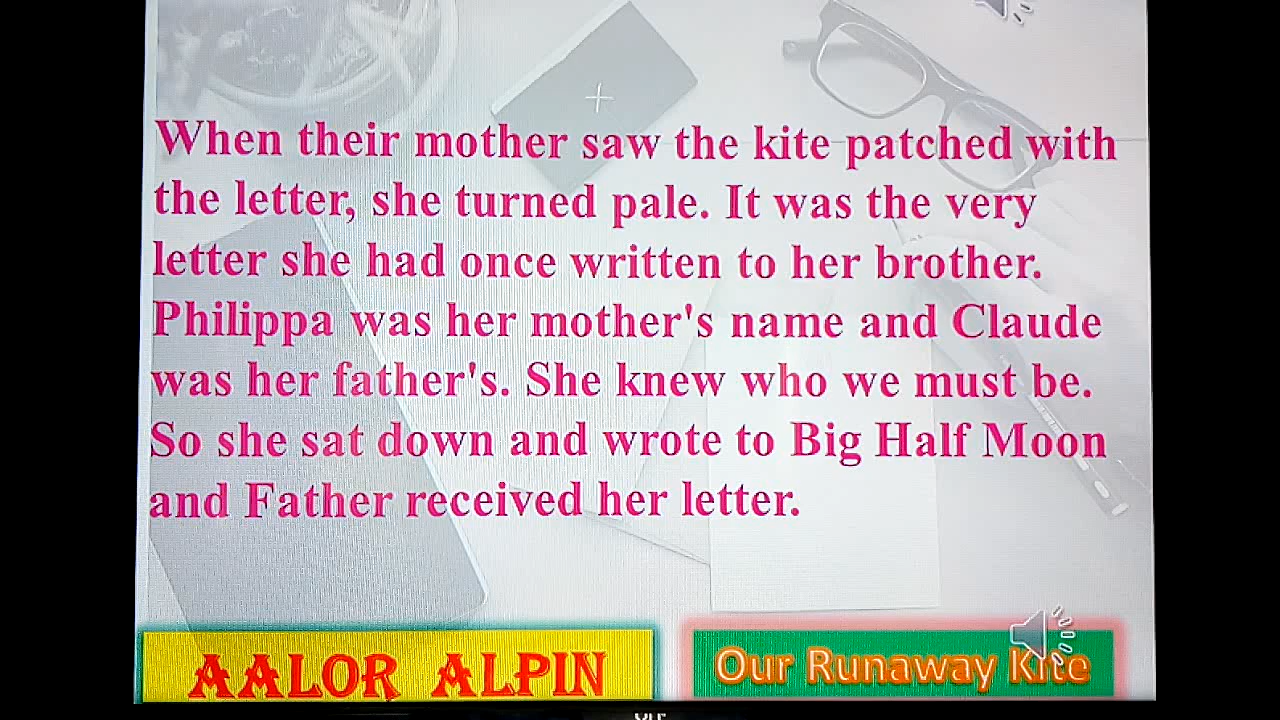 When their mother saw the kite patched with
the letter, she turned pale. It was the very
letter she had once written to her brother.
Philippa was her mother's name and Claude
was her father's. She knew who we must be.
So she sat down and wrote to Big Half Moon
and Father received her letter.
AALOR ALPIN
Our Runaway Kite